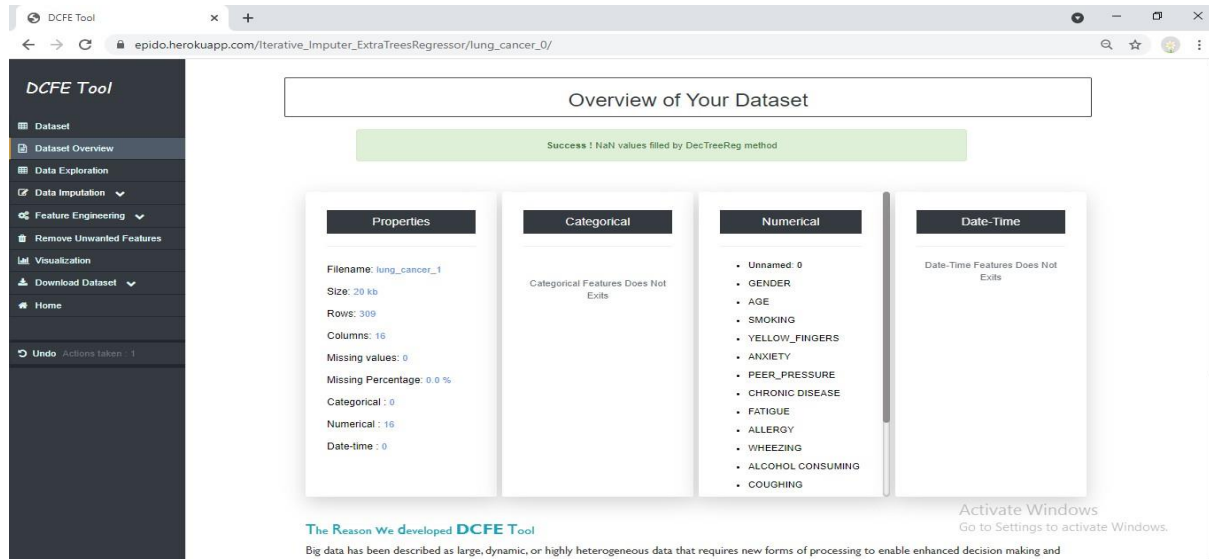 DCFE Tool
epido.herokuapp.com/Iterative_Imputer_ExtraTreesRegressor/lung_cancer_0/
DCFE Tool
Dataset
Dataset Overview
Data Exploration
Data Imputation
Feature Engineering
Remove Unwanted Features
Visualization
Download Dataset
Home
Undo Actions taken : 1
Overview of Your Dataset
Success ! NaN values filled by DecTreeReg method
Properties
Filename: lung_cancer_1
Size: 20 kb
Rows: 309
Columns: 16
Missing values: 0
Missing Percentage: 0.0 %
Categorical : 0
Numerical : 16
Date-time : 0
Categorical
Categorical Features Does Not
Exits
Numerical
Unnamed: 0
GENDER
AGE
SMOKING
YELLOW_FINGERS
ANXIETY
PEER_PRESSURE
CHRONIC DISEASE
FATIGUE
ALLERGY
WHEEZING
ALCOHOL CONSUMING
COUGHING
Date-Time
Date-Time Features Does Not
Exits
The Reason We developed DCFE Tool
Big data has been described as large, dynamic, or highly heterogeneous data that requires new forms of processing to enable enhanced decision making and
Activate Windows
Go to Settings to activate Windows.